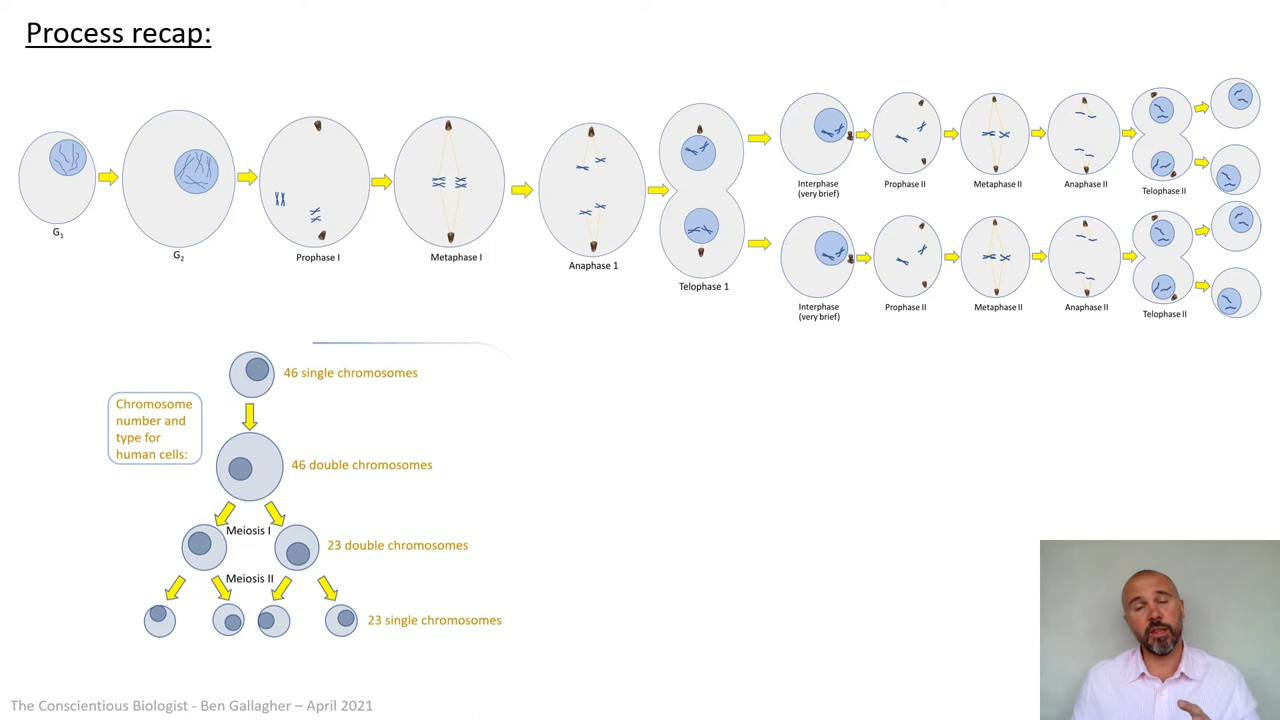 Process recap:
G1
G2
Prophase I
Metaphase I
Anaphase 1
Telophase 1
Interphase
(very brief)
Prophase II
Metaphase II
Anaphase II
Telophase II
Interphase
(very brief)
Prophase II
Metaphase II
Anaphase II
Telophase II
Chromosome
number and
type for
human cells:
46 single chromosomes
46 double chromosomes
Meiosis I
23 double chromosomes
Meiosis II
23 single chromosomes
The Conscientious Biologist - Ben Gallagher – April 2021